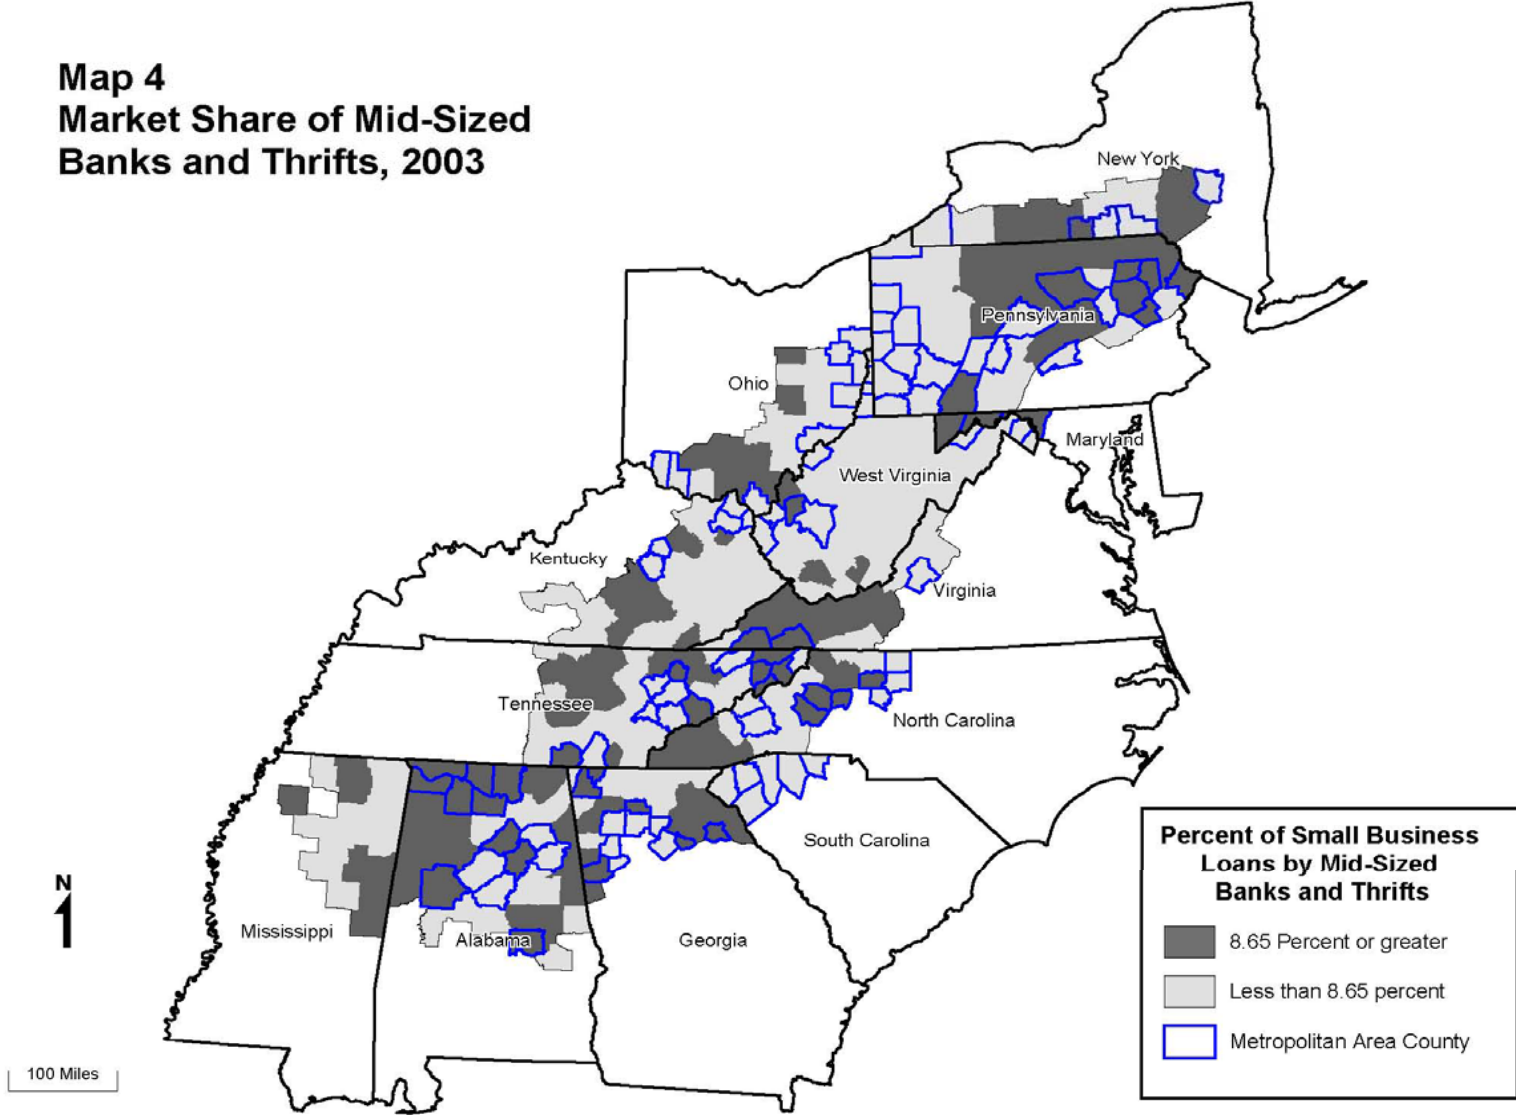 Map 4
Market Share of Mid-Sized
Banks and Thrifts, 2003
New York
Pennsylvania
Ohio
Maryland
West Virginia
Kentucky
Virginia
Tennessee
North Carolina
South Carolina
Mississippi
Alabama
Georgia
N
100 Miles
Percent of Small Business
Loans by Mid-Sized
Banks and Thrifts
8.65 Percent or greater
Less than 8.65 percent
Metropolitan Area County